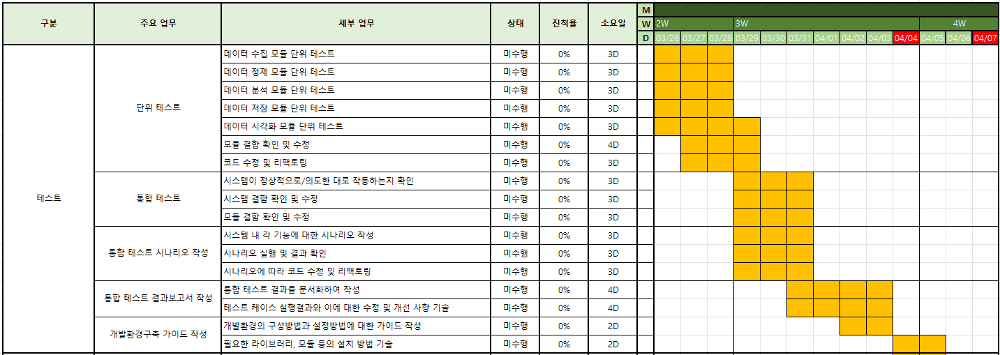 구분 주요 업무 세부 업무 상태 진척율 소요일 M
W 2W 3W 4W
D 03/26 03/27 03/28 03/29 03/30 03/31 04/01 04/02 04/03 04/04 04/05 04/06 04/07
테스트
단위 테스트
데이터 수집 모듈 단위 테스트 미수행 0% 3D
데이터 정제 모듈 단위 테스트 미수행 0% 3D
데이터 분석 모듈 단위 테스트 미수행 0% 3D
데이터 저장 모듈 단위 테스트 미수행 0% 3D
데이터 시각화 모듈 단위 테스트 미수행 0% 3D
모듈 결함 확인 및 수정 미수행 0% 4D
코드 수정 및 리팩토링 미수행 0% 3D
통합 테스트
시스템이 정상적으로/의도한 대로 작동하는지 확인 미수행 0% 3D
시스템 결함 확인 및 수정 미수행 0% 3D
모듈 결함 확인 및 수정 미수행 0% 3D
통합 테스트 시나리오 작성
시스템 내 각 기능에 대한 시나리오 작성 미수행 0% 3D
시나리오 실행 및 결과 확인 미수행 0% 3D
시나리오에 따라 코드 수정 및 리팩토링 미수행 0% 3D
통합 테스트 결과보고서 작성
통합 테스트 결과를 문서화하여 작성 미수행 0% 4D
테스트 케이스 실행결과와 이에 대한 수정 및 개선 사항 기술 미수행 0% 4D
개발환경구축 가이드 작성
개발환경의 구성방법과 설정방법에 대한 가이드 작성 미수행 0% 2D
필요한 라이브러리, 모듈 등의 설치 방법 기술 미수행 0% 2D